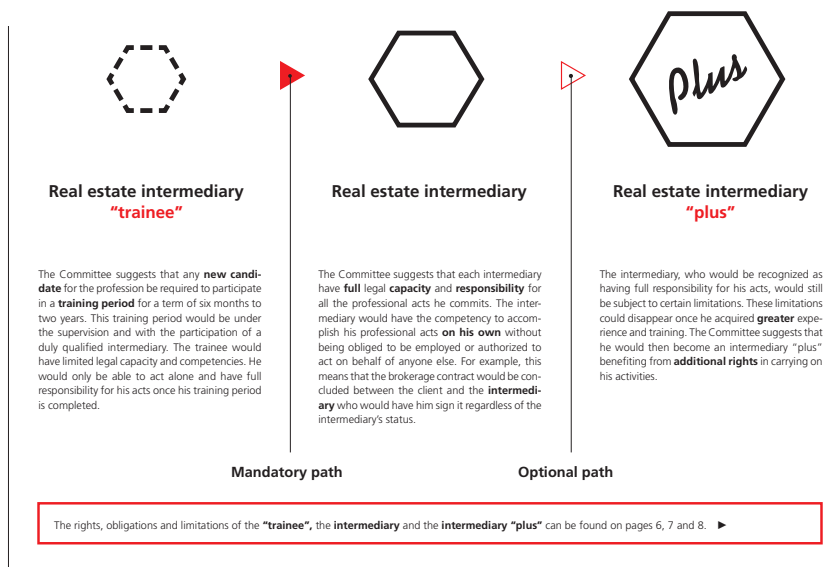 plus
Real estate intermediary
“trainee”
The Committee suggests that any new candi-
date for the profession be required to participate
in a training period for a term of six months to
two years. This training period would be under
the supervision and with the participation of a
duly qualified intermediary. The trainee would
have limited legal capacity and competencies. He
would only be able to act alone and have full
responsibility for his acts once his training period
is completed.
Real estate intermediary
The Committee suggests that each intermediary
have full legal capacity and responsibility for
all the professional acts he commits. The inter-
mediary would have the competency to accom-
plish his professional acts on his own without
being obliged to be employed or authorized to
act on behalf of anyone else. For example, this
means that the brokerage contract would be con-
cluded between the client and the intermedi-
ary who would have him sign it regardless of the
intermediary’s status.
Real estate intermediary
“plus”
The intermediary, who would be recognized as
having full responsibility for his acts, would still
be subject to certain limitations. These limitations
could disappear once he acquired greater expe-
rience and training. The Committee suggests that
he would then become an intermediary “plus”
benefiting from additional rights in carrying on
his activities.
Mandatory path
Optional path
The rights, obligations and limitations of the “trainee”, the intermediary and the intermediary “plus” can be found on pages 6, 7 and 8. ►